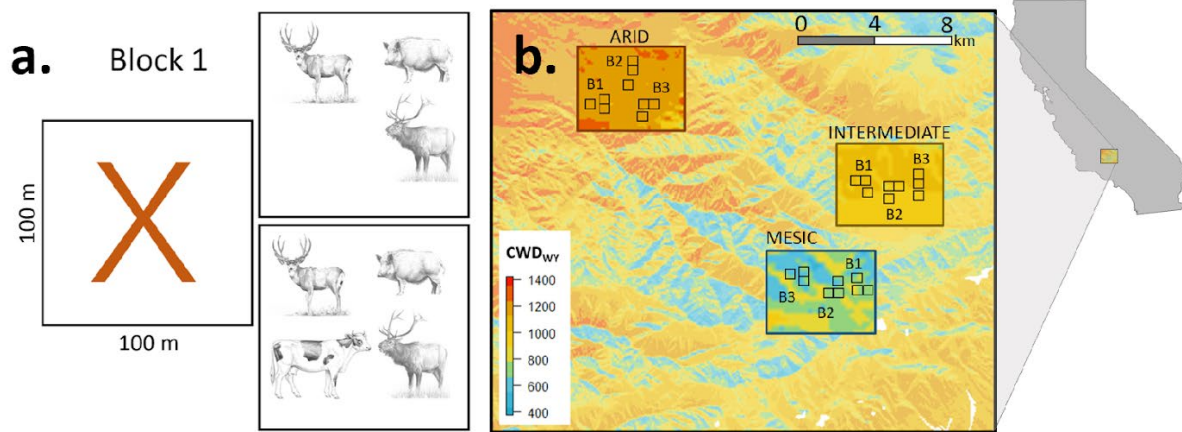 a.
Block 1
100 m
100 m
b.
ARID
B2
B1
B3
0 4 8
km
INTERMEDIATE
B3
B1
B2
MESIC
B1
B3
B2
CWDWY
1400
1200
1000
800
600
400